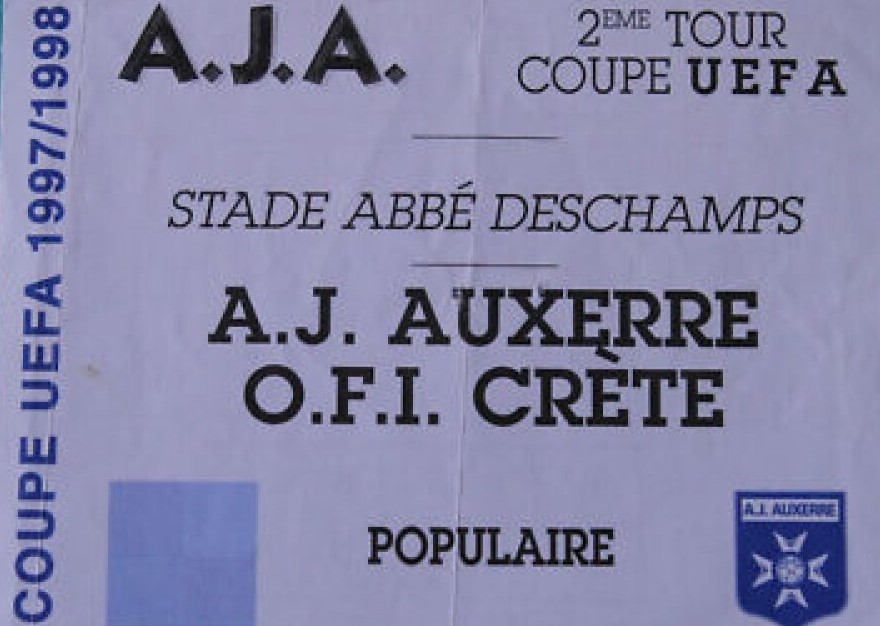 COUPE UEFA 1997/1998
A.J.A.
2EME TOUR
COUPE UEFA
STADE ABBÉ DESCHAMPS
A.J. AUXERRE
O.F.I. CRÈTE
POPULAIRE
A.J. AUXERRE